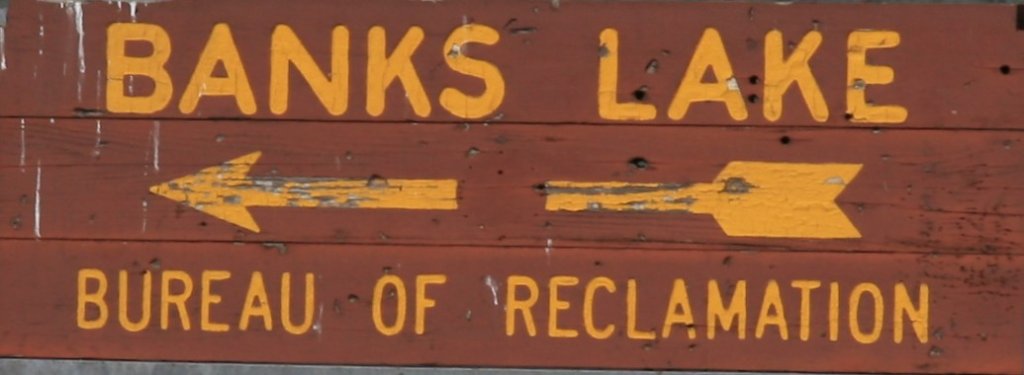 BANKS LAKE
BUREAU OF RECLAMATION